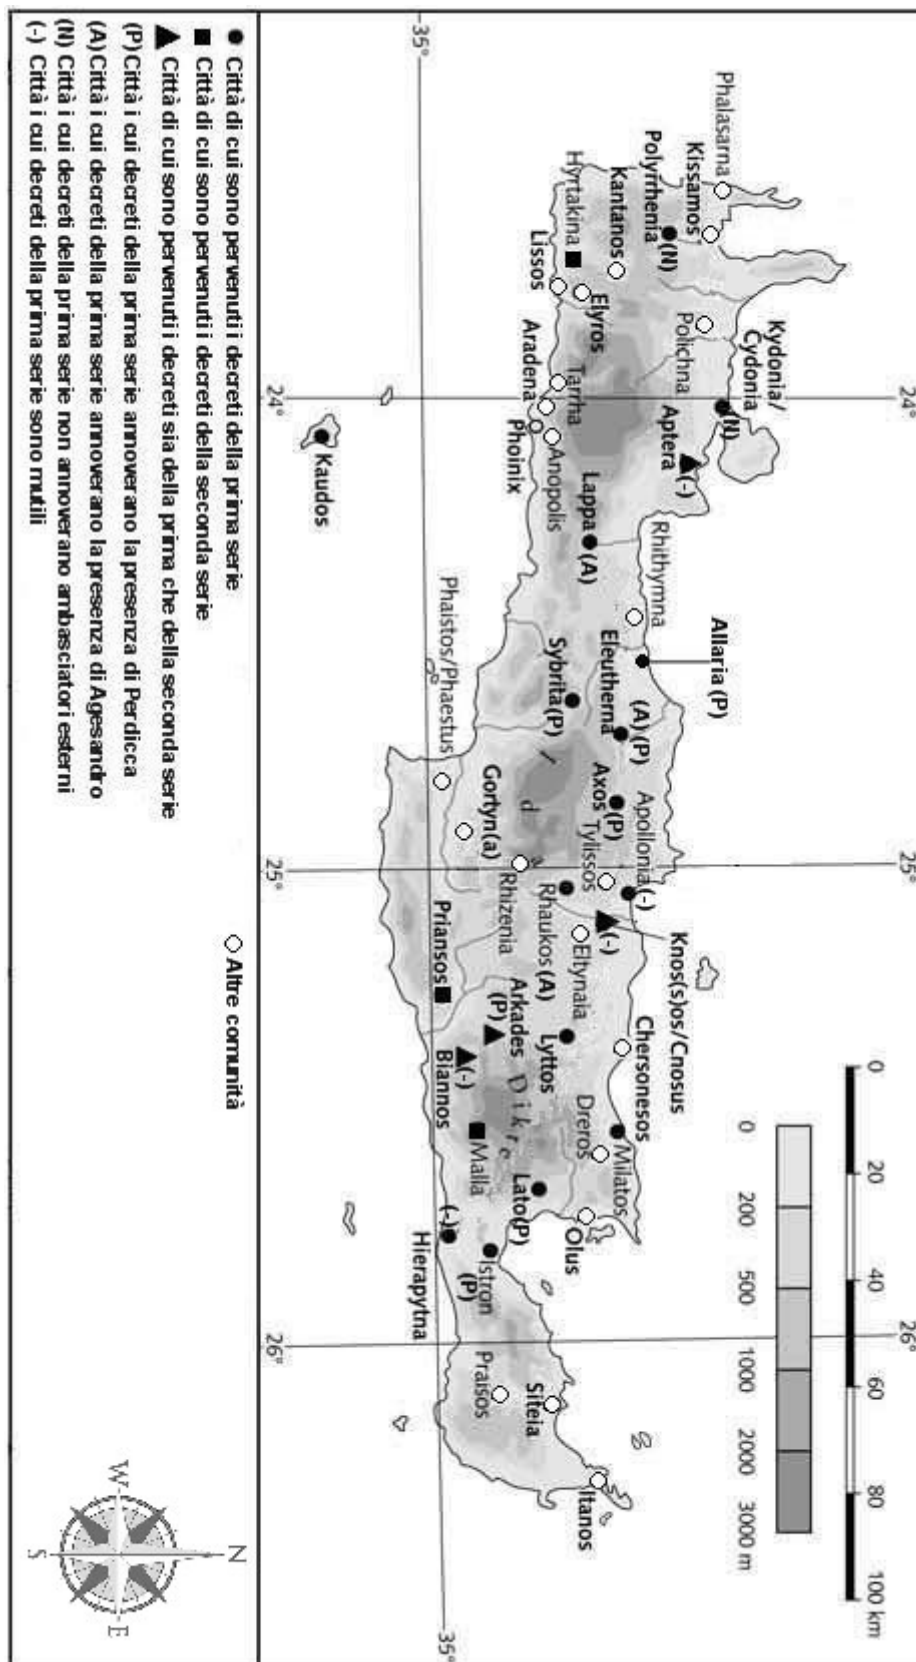 24°
25°
26°
0
20
40
60
80
100 km
0
200
500
1000
2000
3000 m
Phalasarna
Kissamos
Polyrrhenia
(N)
Kantanos
Hyrtakina
Lissos
Elyros
Polichna
Kydonia/
Cydonia
(N)
Aptera
(-)
Aradena
Tarrha
Phoinix
Anopolis
Lappa
(A)
Kaudos
Rhithymna
Allaria (P)
Eleutherna
(A) (P)
Sybrita (P)
Axos
(P)
Phaistos/Phaestus
Gortyn(a)
I d a
Apollonia (-)
Tylissos
Rhizenia
Rhaukos (A)
Knos(s)os/Cnosus
(-)
Eltynaia
Priansos
Arkades
(P)
Lyttos
Chersonesos
Biannos
(-)
Dikte
Dreros
Milatos
Malla
Lato (P)
Olus
Hierapytna
(-)
Istron
(P)
Praisos
Siteia
Itanos
35°
35°
24°
25°
26°
Città di cui sono pervenuti i decreti della prima serie
Città di cui sono pervenuti i decreti della seconda serie
Città di cui sono pervenuti i decreti sia della prima che della seconda serie
(P) Città i cui decreti della prima serie annoverano la presenza di Perdicca
(A) Città i cui decreti della prima serie annoverano la presenza di Agesandro
(N) Città i cui decreti della prima serie non annoverano ambasciatori esterni
(-) Città i cui decreti della prima serie sono mutili
Altre comunità
N
W
E
S